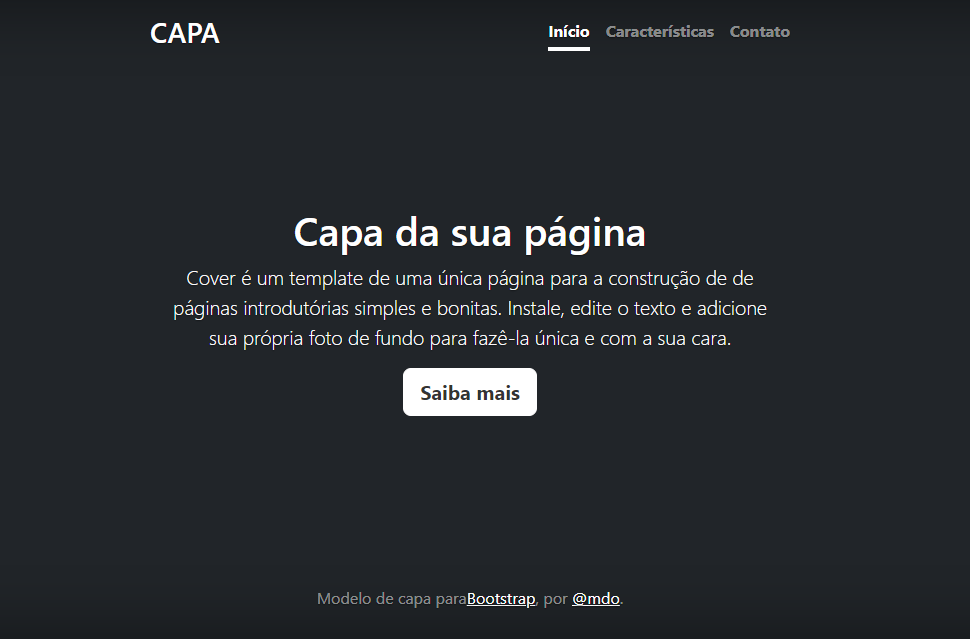 CAPA
Início Características Contato
Capa da sua página
Cover é um template de uma única página para a construção de de
páginas introdutórias simples e bonitas. Instale, edite o texto e adicione
sua própria foto de fundo para fazê-la única e com a sua cara.
Saiba mais
Modelo de capa paraBootstrap, por @mdo.